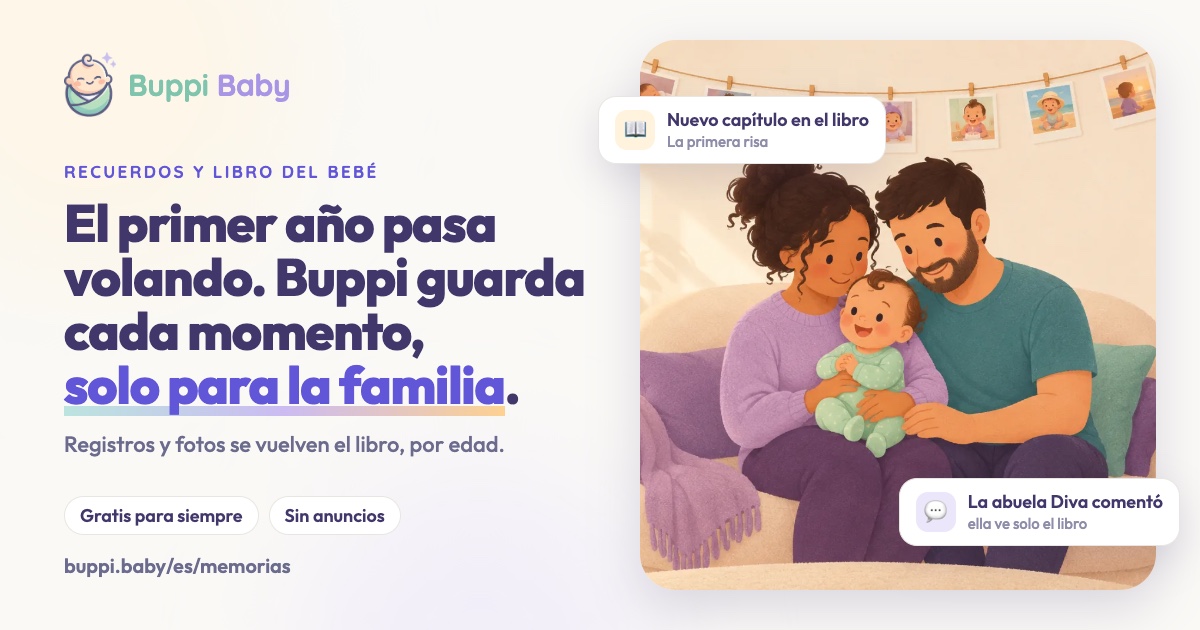 Buppi Baby
RECUERDOS Y LIBRO DEL BEBÉ
El primer año pasa
volando. Buppi guarda
cada momento,
solo para la familia.
Registros y fotos se vuelven el libro, por edad.
Gratis para siempre
Sin anuncios
buppi.baby/es/memorias
Nuevo capítulo en el libro
La primera risa
La abuela Diva comentó
ella ve solo el libro